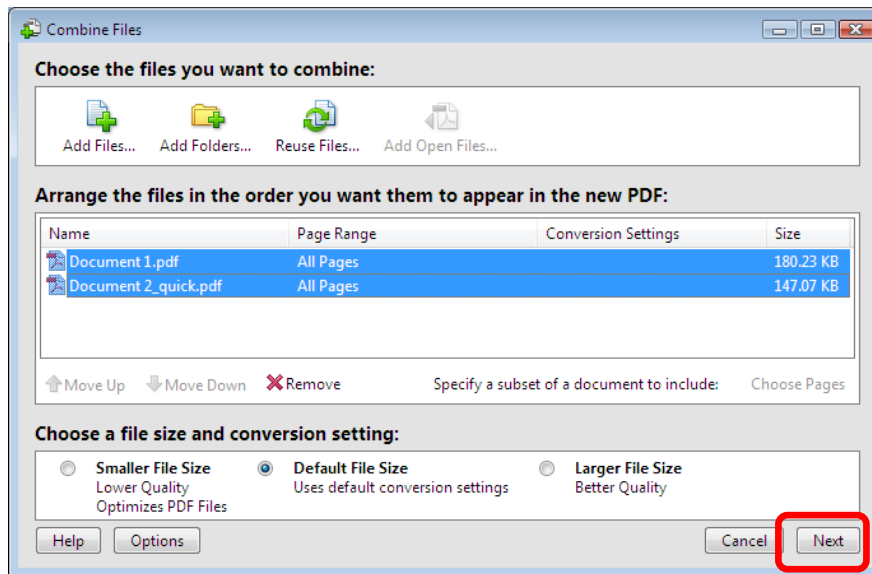 Combine Files
Choose the files you want to combine:
Add Files... Add Folders... Reuse Files... Add Open Files...
Arrange the files in the order you want them to appear in the new PDF:
Name Page Range Conversion Settings Size
Document 1.pdf All Pages 180.23 KB
Document 2_quick.pdf All Pages 147.07 KB
Move Up Move Down Remove Specify a subset of a document to include: Choose Pages
Choose a file size and conversion setting:
Smaller File Size Default File Size Larger File Size
Lower Quality Uses default conversion settings Better Quality
Optimizes PDF Files
Help Options Cancel Next